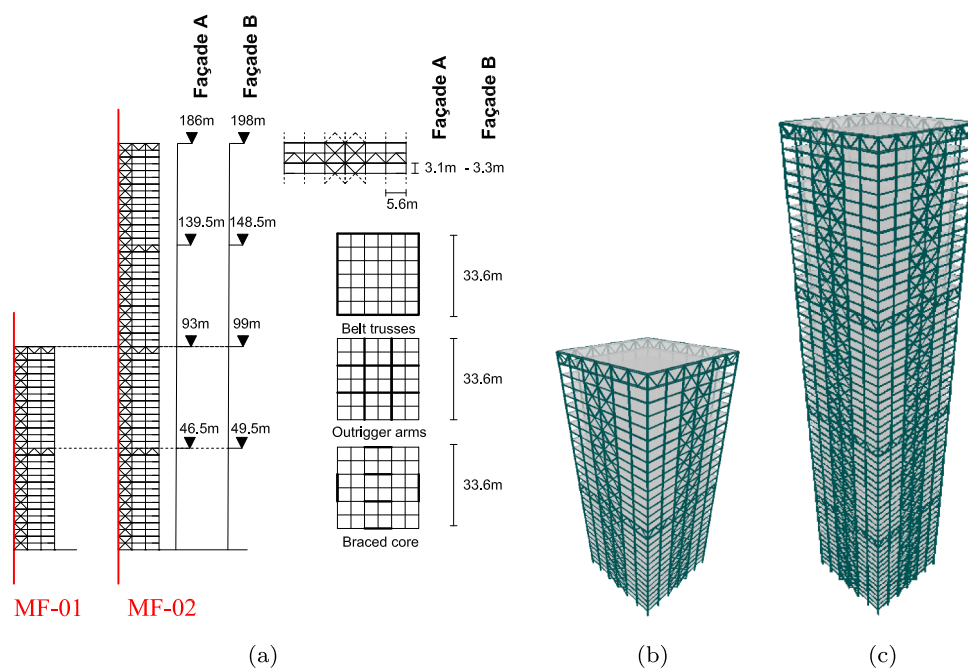 Façade A
Façade B
Façade A
Façade B
186m
198m
3.1m
- 3.3m
5.6m
139.5m
148.5m
33.6m
Belt trusses
93m
99m
33.6m
Outrigger arms
46.5m
49.5m
33.6m
Braced core
MF-01
MF-02
(a)
(b)
(c)